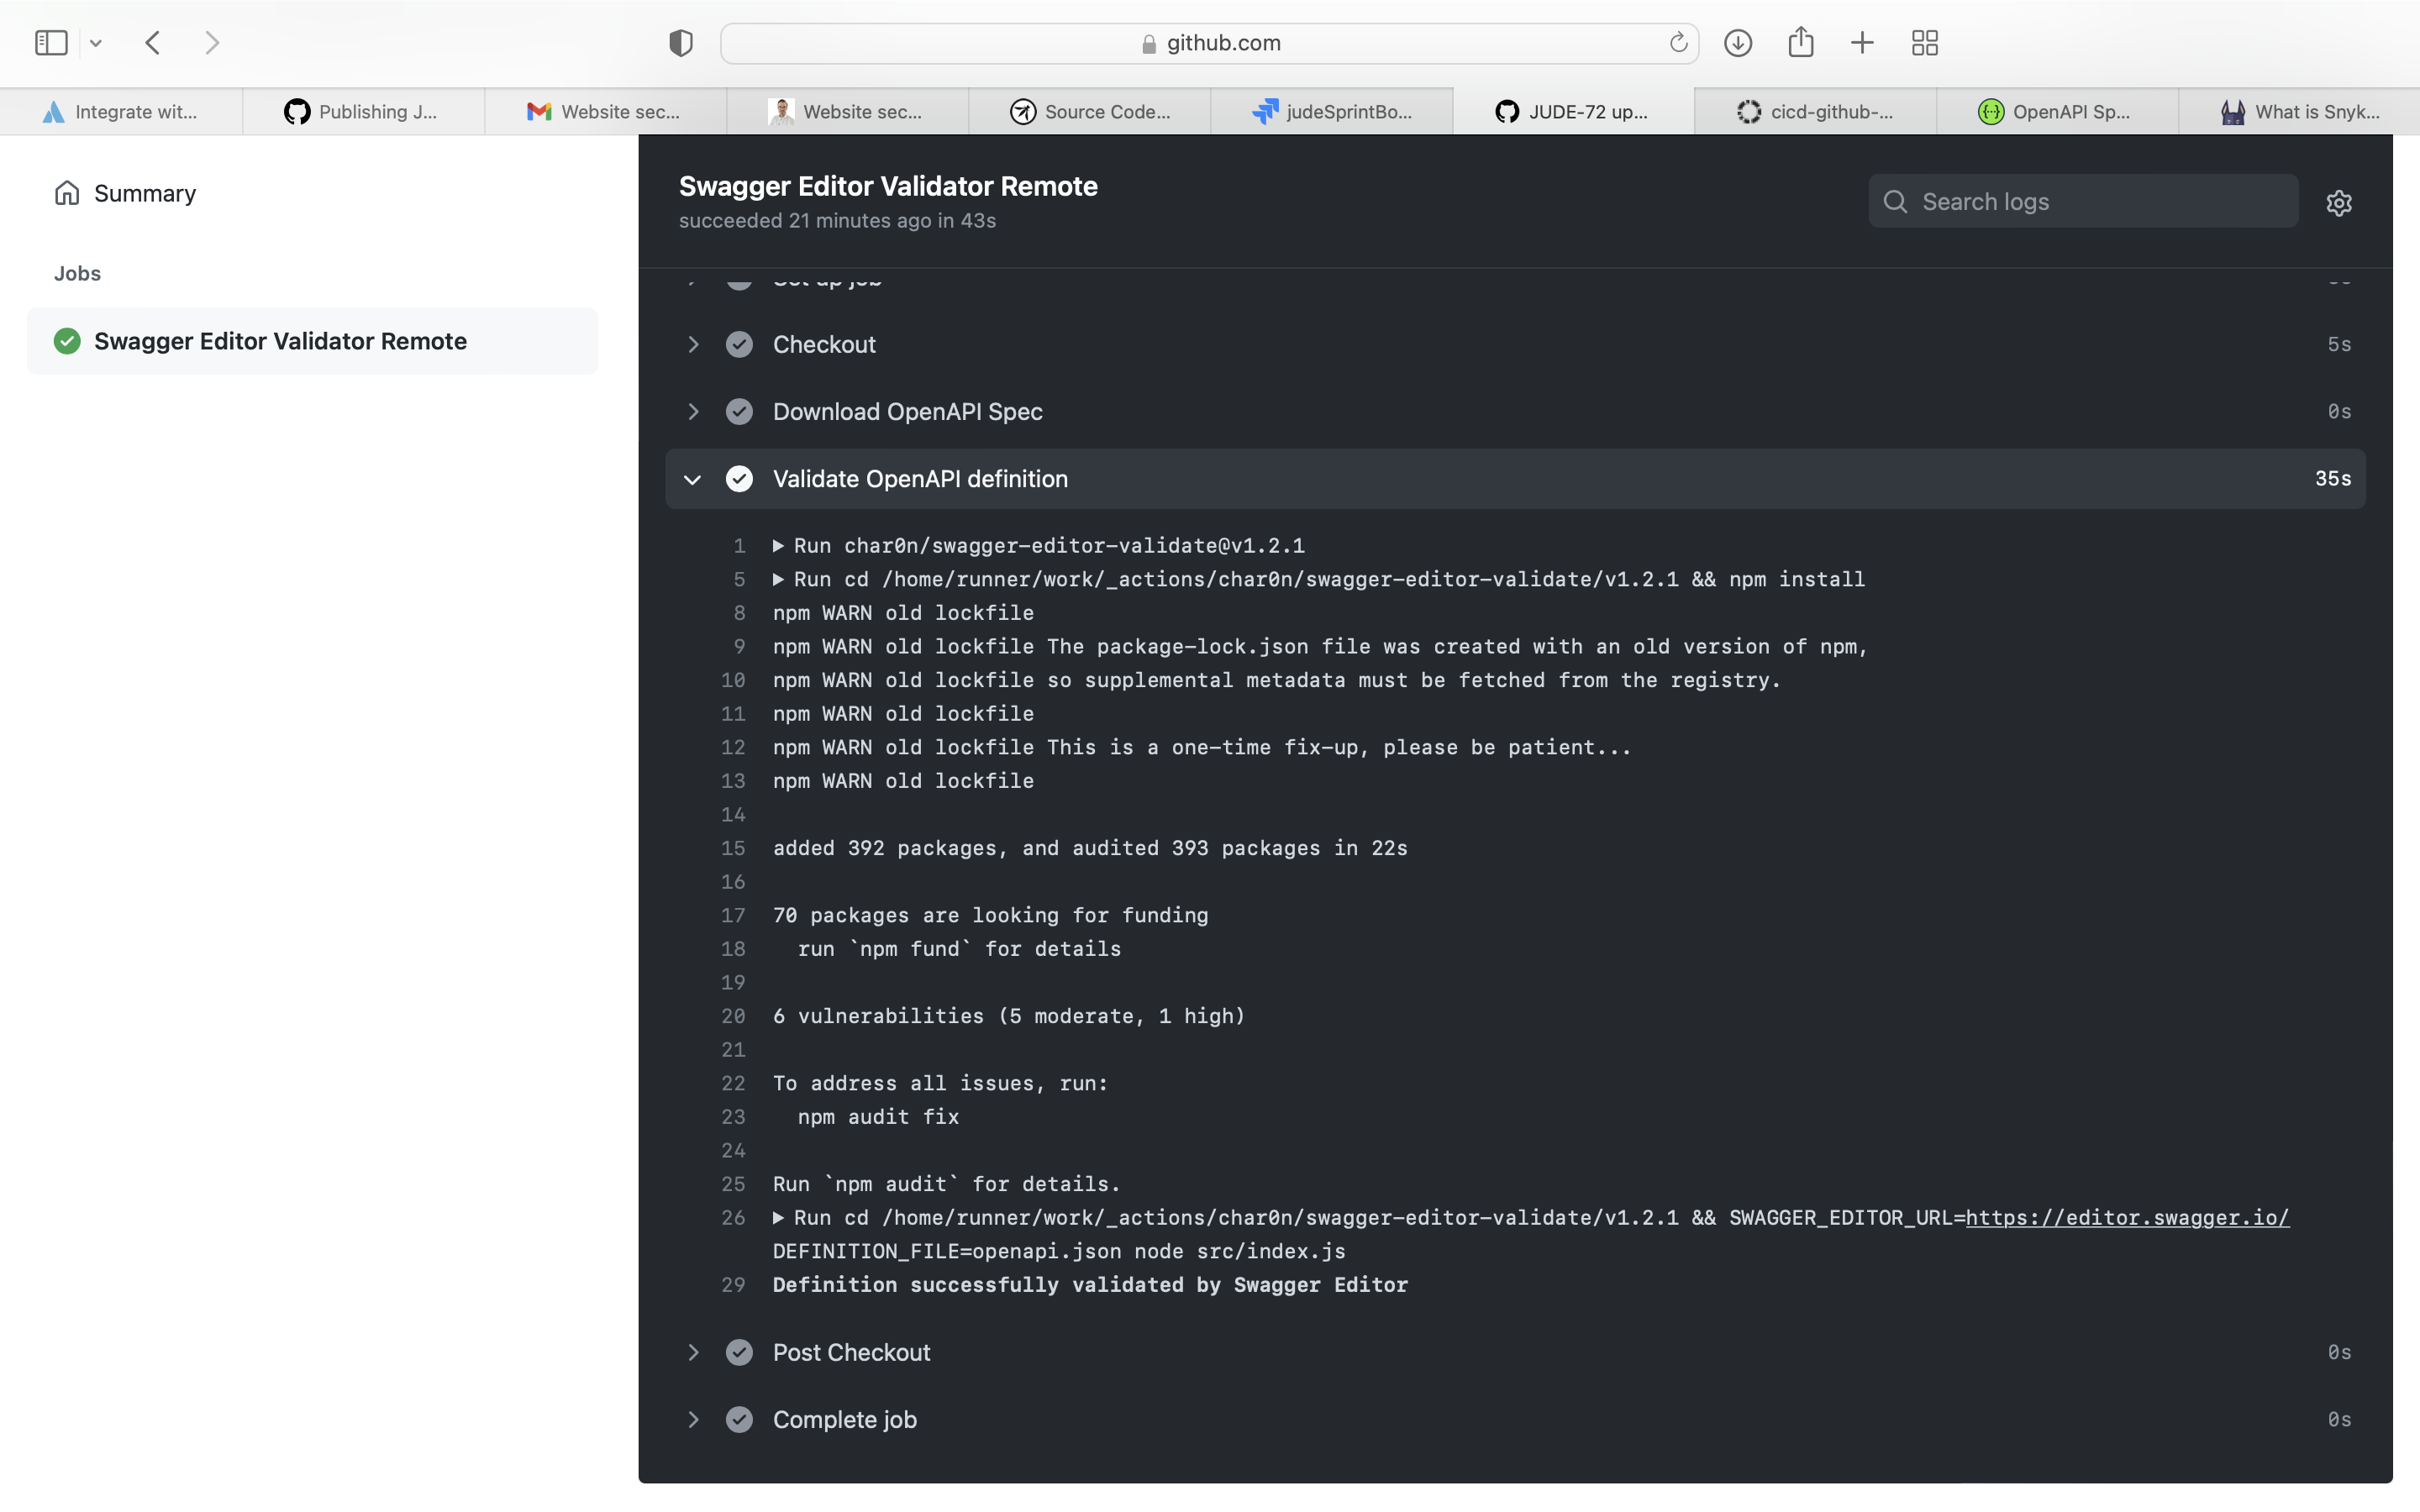 github.com
Integrate wit...
Publishing J...
Website sec...
Website sec...
Source Code...
judeSprintBo...
JUDE-72 up...
cicd-github-...
OpenAPI Sp...
What is Snyk...
Summary
Jobs
Swagger Editor Validator Remote
Swagger Editor Validator Remote
succeeded 21 minutes ago in 43s
Search logs
Set up job
Checkout 5s
Download OpenAPI Spec 0s
Validate OpenAPI definition 35s
1 Run char0n/swagger-editor-validate@v1.2.1
5 Run cd /home/runner/work/_actions/char0n/swagger-editor-validate/v1.2.1 && npm install
8 npm WARN old lockfile
9 npm WARN old lockfile The package-lock.json file was created with an old version of npm,
10 npm WARN old lockfile so supplemental metadata must be fetched from the registry.
11 npm WARN old lockfile
12 npm WARN old lockfile This is a one-time fix-up, please be patient...
13 npm WARN old lockfile
14
15 added 392 packages, and audited 393 packages in 22s
16
17 70 packages are looking for funding
18 run `npm fund` for details
19
20 6 vulnerabilities (5 moderate, 1 high)
21
22 To address all issues, run:
23 npm audit fix
24
25 Run `npm audit` for details.
26 Run cd /home/runner/work/_actions/char0n/swagger-editor-validate/v1.2.1 && SWAGGER_EDITOR_URL=https://editor.swagger.io/
DEFINITION_FILE=openapi.json node src/index.js
29 Definition successfully validated by Swagger Editor
Post Checkout 0s
Complete job 0s